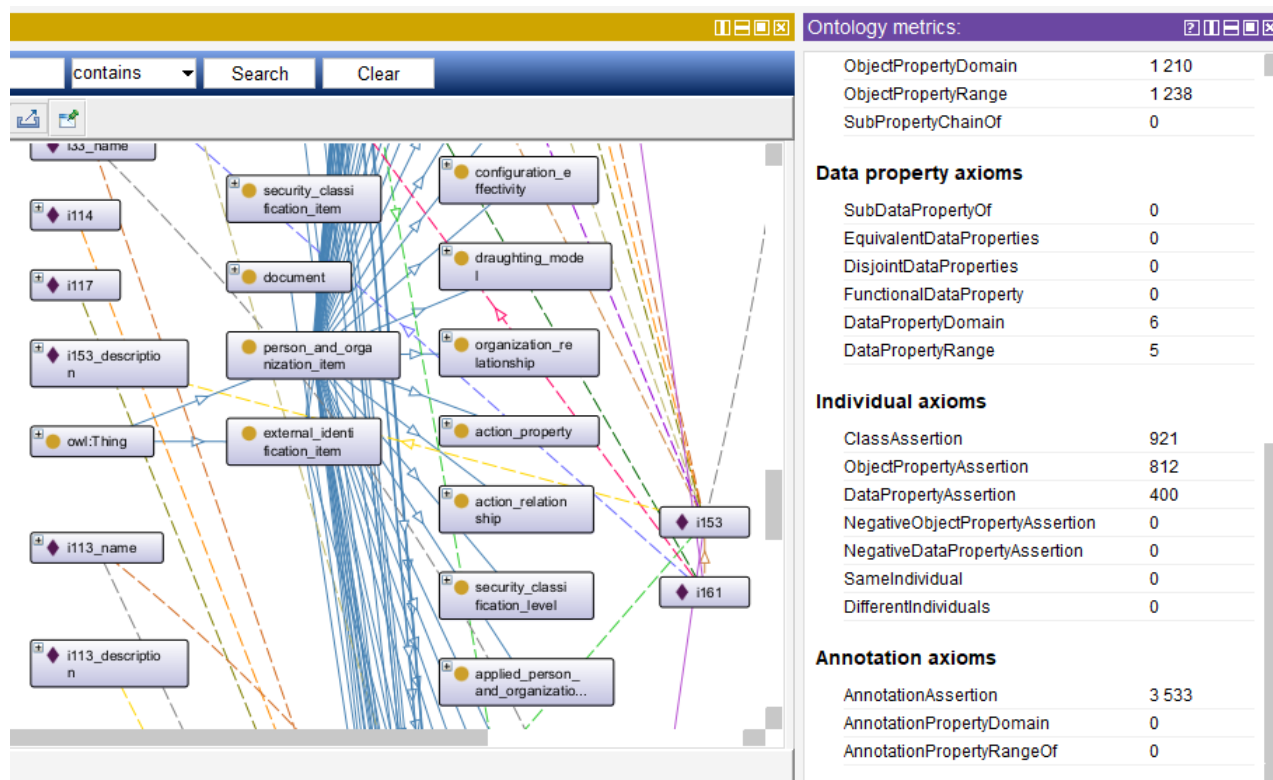 Ontology metrics:
contains
Search
Clear
i33_name
i114
i117
i153_descriptio
n
owl:Thing
i113_name
i113_descriptio
n
security_classi
fication_item
document
person_and_orga
nization_item
external_identi
fication_item
configuration_e
ffectivity
draughting_mode
l
organization_re
lationship
action_property
action_relation
ship
security_classi
fication_level
applied_person_
and_organizatio...
i153
i161
ObjectPropertyDomain 1 210
ObjectPropertyRange 1 238
SubPropertyChainOf 0
Data property axioms
SubDataPropertyOf 0
EquivalentDataProperties 0
DisjointDataProperties 0
FunctionalDataProperty 0
DataPropertyDomain 6
DataPropertyRange 5
Individual axioms
ClassAssertion 921
ObjectPropertyAssertion 812
DataPropertyAssertion 400
NegativeObjectPropertyAssertion 0
NegativeDataPropertyAssertion 0
SameIndividual 0
DifferentIndividuals 0
Annotation axioms
AnnotationAssertion 3 533
AnnotationPropertyDomain 0
AnnotationPropertyRangeOf 0